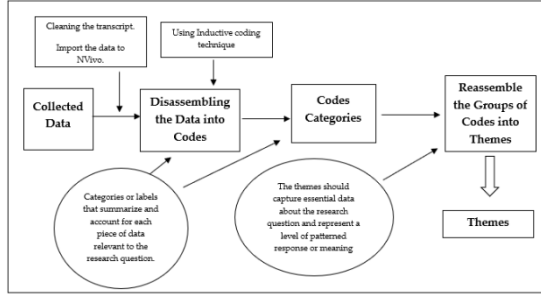 Cleaning the transcript.
Import the data to
NVivo.
Using Inductive coding
technique
Collected
Data
Disassembling
the Data into
Codes
Codes
Categories
Reassemble
the Groups of
Codes into
Themes
Categories or labels
that summarize and
account for each
piece of data
relevant to the
research question.
The themes should
capture essential data
about the research
question and represent a
level of patterned
response or meaning
Themes